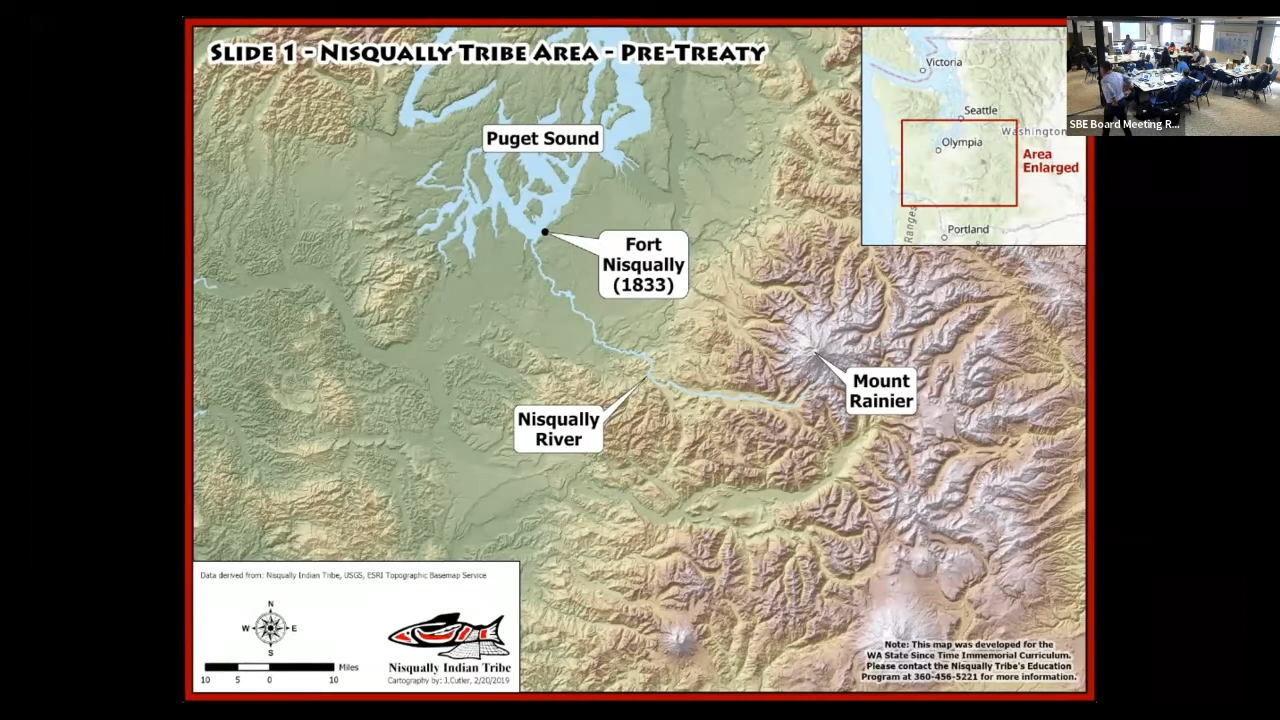 SLIDE 1 - NISQUALLY TRIBE AREA - PRE-TREATY
Victoria
Seattle
Washington
Olympia
Area
Enlarged
Ranges
Portland
SBE Board Meeting R...
Puget Sound
Fort
Nisqually
(1833)
Mount
Rainier
Nisqually
River
Data derived from: Nisqually Indian Tribe, USGS, ESRI Topographic Basemap Service
N
W
E
S
Miles
10 5 0 10
Nisqually Indian Tribe
Cartography by: J.Cutler, 2/20/2019
Note: This map was developed for the
WA State Since Time Immemorial Curriculum.
Please contact the Nisqually Tribe's Education
Program at 360-456-5221 for more information.